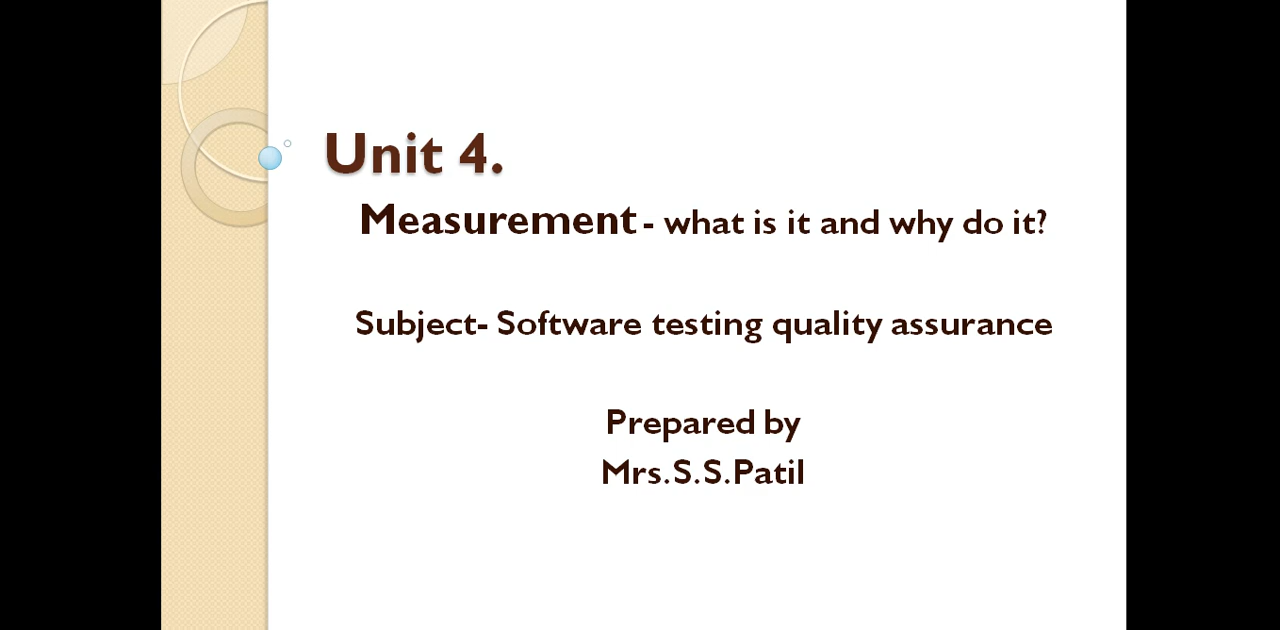 Unit 4.
Measurement - what is it and why do it?
Subject- Software testing quality assurance
Prepared by
Mrs.S.S.Patil